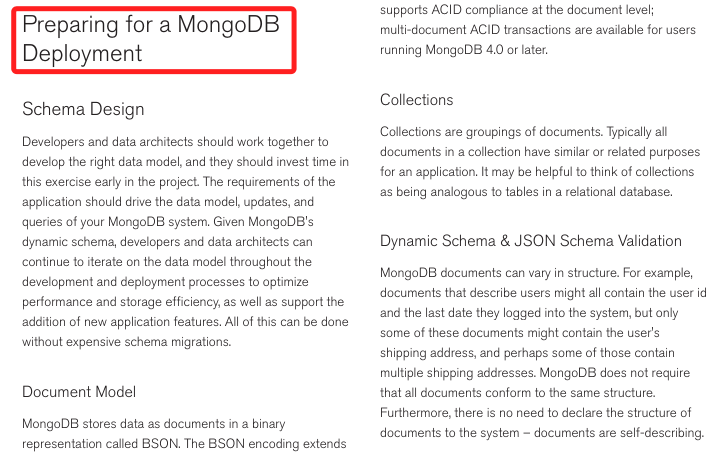 Preparing for a MongoDB
Deployment
Schema Design
Developers and data architects should work together to
develop the right data model, and they should invest time in
this exercise early in the project. The requirements of the
application should drive the data model, updates, and
queries of your MongoDB system. Given MongoDB's
dynamic schema, developers and data architects can
continue to iterate on the data model throughout the
development and deployment processes to optimize
performance and storage efficiency, as well as support the
addition of new application features. All of this can be done
without expensive schema migrations.
Document Model
MongoDB stores data as documents in a binary
representation called BSON. The BSON encoding extends
supports ACID compliance at the document level;
multi-document ACID transactions are available for users
running MongoDB 4.0 or later.
Collections
Collections are groupings of documents. Typically all
documents in a collection have similar or related purposes
for an application. It may be helpful to think of collections
as being analogous to tables in a relational database.
Dynamic Schema & JSON Schema Validation
MongoDB documents can vary in structure. For example,
documents that describe users might all contain the user id
and the last date they logged into the system, but only
some of these documents might contain the user's
shipping address, and perhaps some of those contain
multiple shipping addresses. MongoDB does not require
that all documents conform to the same structure.
Furthermore, there is no need to declare the structure of
documents to the system – documents are self-describing.